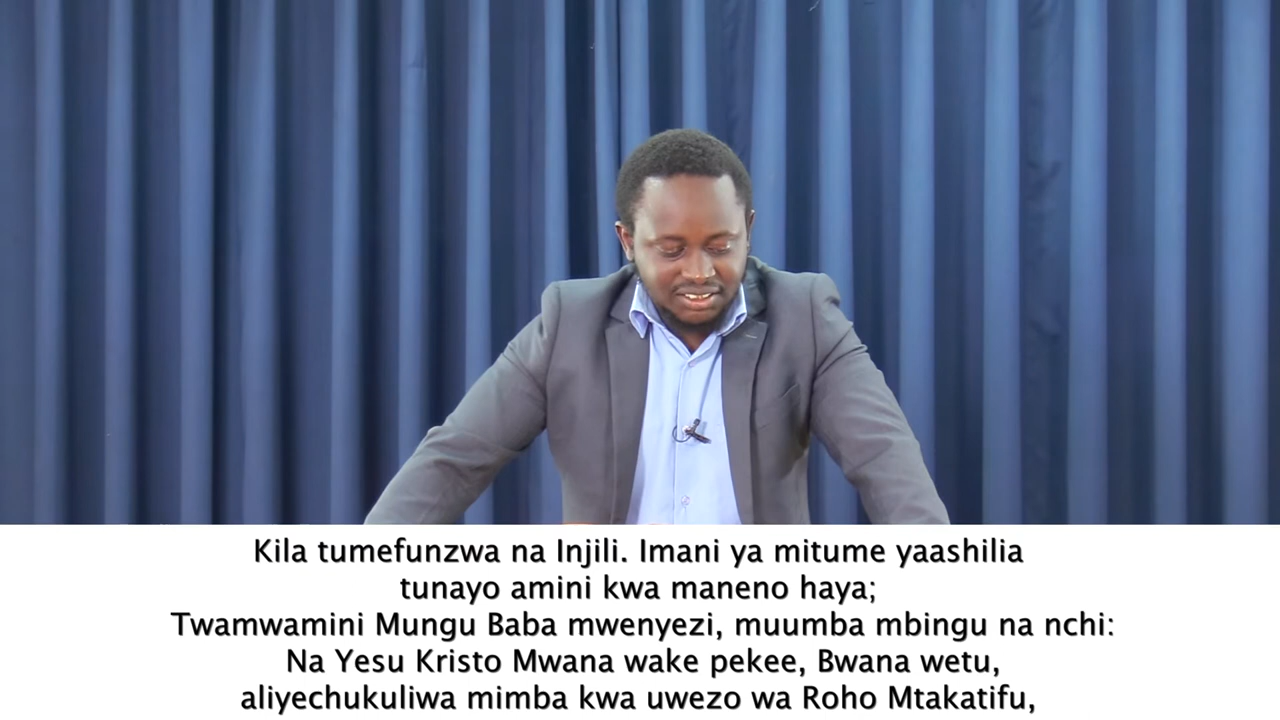 Kila tumefunzwa na Injili. Imani ya mitume yaashilia
tunayo amini kwa maneno haya;
Twamwamini Mungu Baba mwenyezi, muumba mbingu na nchi:
Na Yesu Kristo Mwana wake pekee, Bwana wetu,
aliyechukuliwa mimba kwa uwezo wa Roho Mtakatifu,